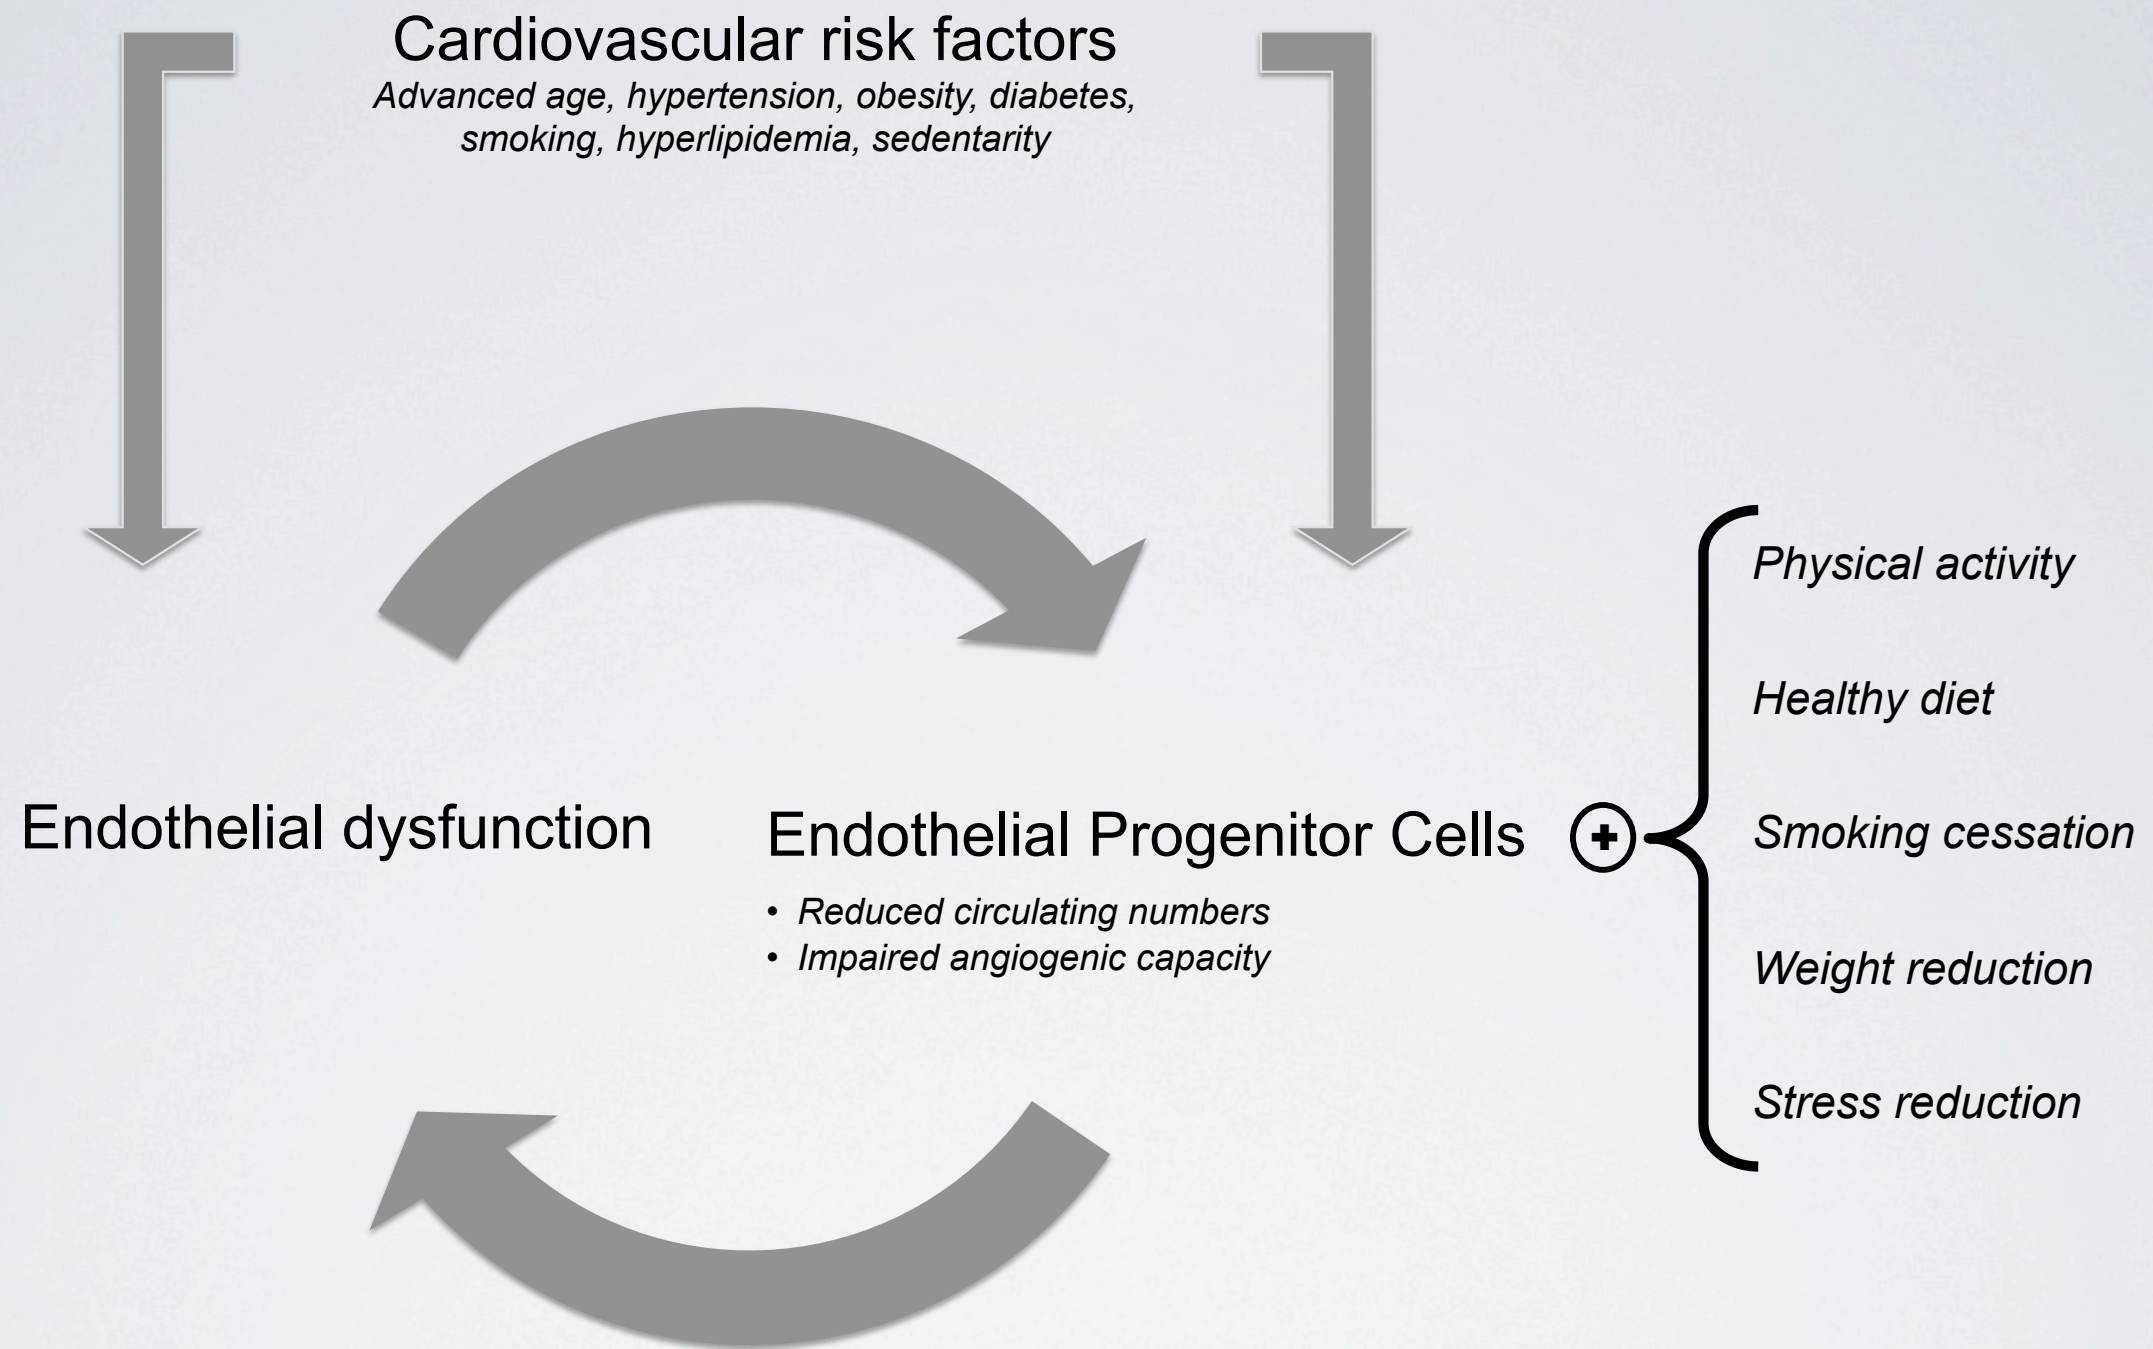 Cardiovascular risk factors
Advanced age, hypertension, obesity, diabetes,
smoking, hyperlipidemia, sedentarity
Endothelial dysfunction
Endothelial Progenitor Cells
• Reduced circulating numbers
• Impaired angiogenic capacity
+
Physical activity
Healthy diet
Smoking cessation
Weight reduction
Stress reduction